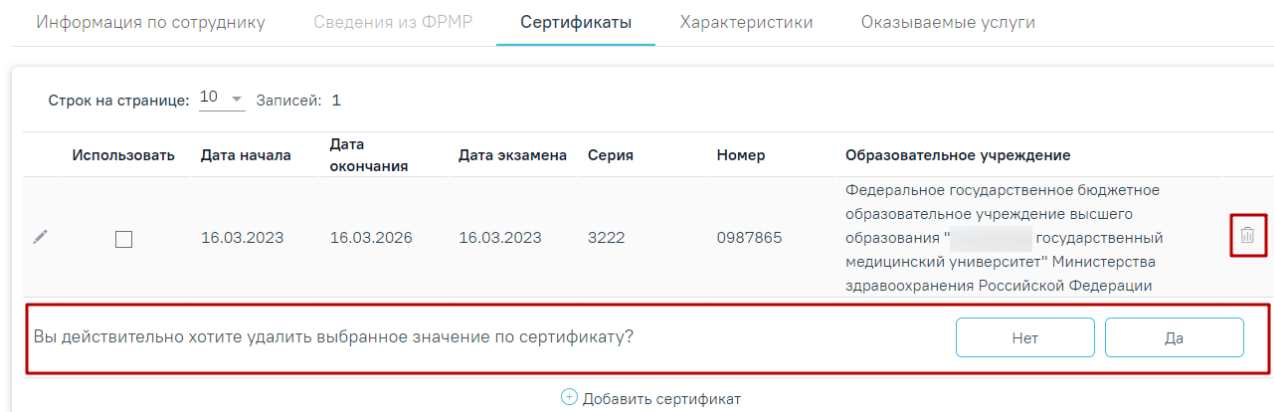 Информация по сотруднику Сведения из ФРМР Сертификаты Характеристики Оказываемые услуги
Строк на странице: 10 Записей: 1
Использовать Дата начала Дата окончания Дата экзамена Серия Номер Образовательное учреждение
Федеральное государственное бюджетное
образовательное учреждение высшего
16.03.2023 16.03.2026 16.03.2023 3222 0987865 образования " государственный
медицинский университет" Министерства
здравоохранения Российской Федерации
Вы действительно хотите удалить выбранное значение по сертификату? Нет Да
Добавить сертификат